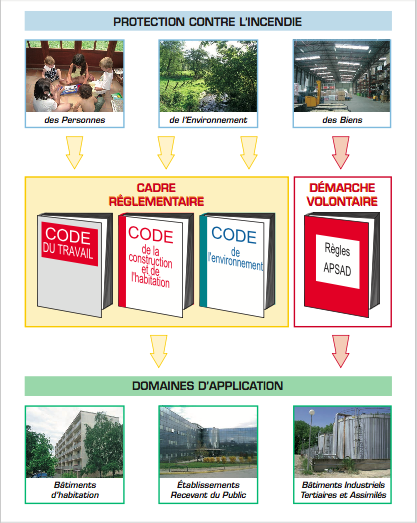 PROTECTION CONTRE L'INCENDIE
des Personnes
de l'Environnement
des Biens
CADRE
RÉGLEMENTAIRE
DÉMARCHE
VOLONTAIRE
CODE
DU TRAVAIL
CODE
de la
construction
et de
l'habitation
CODE
de
l'environnement
Règles
APSAD
DOMAINES D'APPLICATION
Bâtiments
d'habitation
Établissements
Recevant du Public
Bâtiments Industriels
Tertiaires et Assimilés